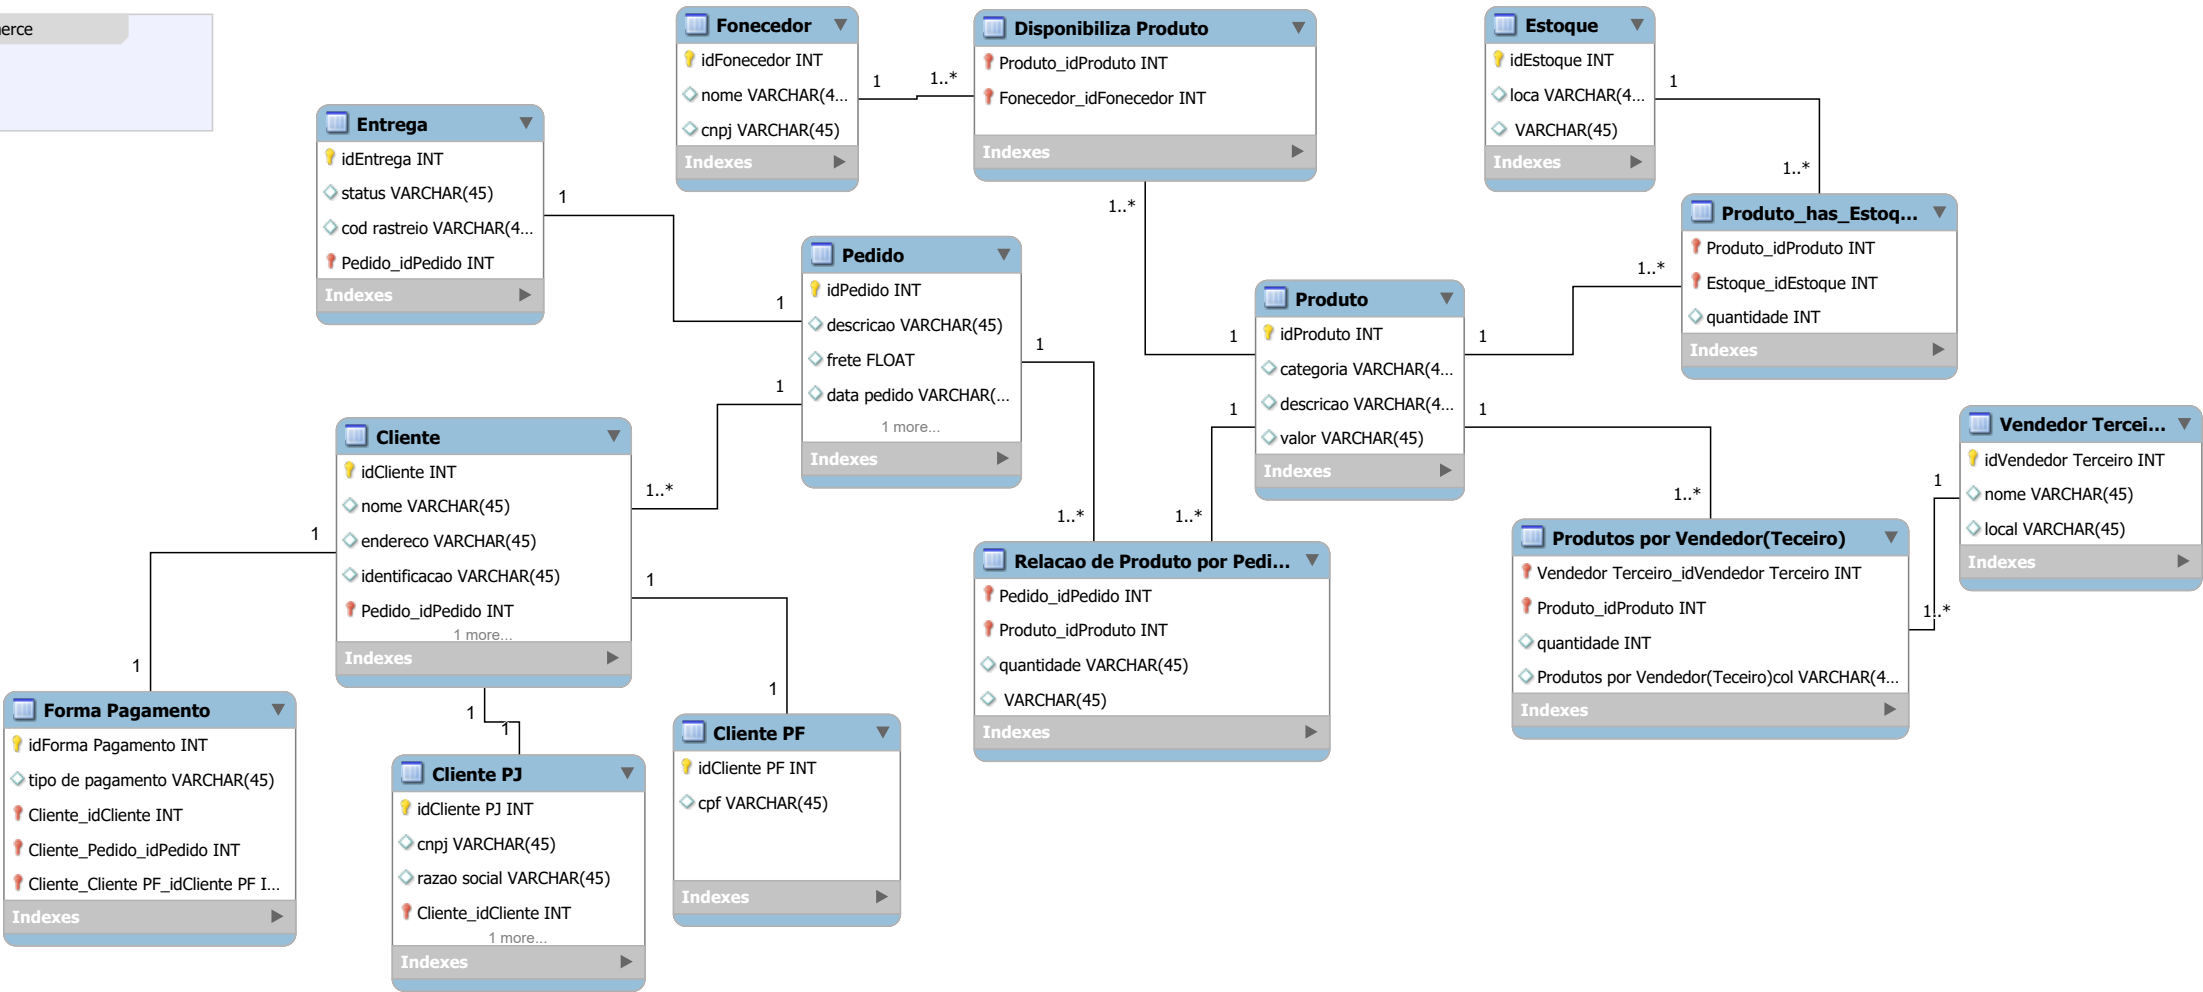 erce
Fonecedor
idFonecedor INT
nome VARCHAR(4...
cnpj VARCHAR(45)
Indexes
1
1..*
Disponibiliza Produto
Produto_idProduto INT
Fonecedor_idFonecedor INT
Indexes
1..*
1
Estoque
idEstoque INT
loca VARCHAR(4...
VARCHAR(45)
Indexes
1
1..*
Entrega
idEntrega INT
status VARCHAR(45)
cod rastreio VARCHAR(4...
Pedido_idPedido INT
Indexes
1
1
Pedido
idPedido INT
descricao VARCHAR(45)
frete FLOAT
data pedido VARCHAR(...
1 more...
Indexes
1
1..*
1
1..*
Produto
idProduto INT
categoria VARCHAR(4...
descricao VARCHAR(4...
valor VARCHAR(45)
Indexes
1
1..*
1
1..*
1
1..*
Produto_has_Estoq...
Produto_idProduto INT
Estoque_idEstoque INT
quantidade INT
Indexes
Vendedor Tercei...
idVendedor Terceiro INT
nome VARCHAR(45)
local VARCHAR(45)
Indexes
1
1..*
Cliente
idCliente INT
nome VARCHAR(45)
endereco VARCHAR(45)
identificacao VARCHAR(45)
Pedido_idPedido INT
1 more...
Indexes
1
1
1
1
1
1
Relacao de Produto por Pedi...
Pedido_idPedido INT
Produto_idProduto INT
quantidade VARCHAR(45)
VARCHAR(45)
Indexes
Produtos por Vendedor(Teceiro)
Vendedor Terceiro_idVendedor Terceiro INT
Produto_idProduto INT
quantidade INT
Produtos por Vendedor(Teceiro)col VARCHAR(4...
Indexes
Forma Pagamento
idForma Pagamento INT
tipo de pagamento VARCHAR(45)
Cliente_idCliente INT
Cliente_Pedido_idPedido INT
Cliente_Cliente PF_idCliente PF I...
Indexes
Cliente PJ
idCliente PJ INT
cnpj VARCHAR(45)
razao social VARCHAR(45)
Cliente_idCliente INT
1 more...
Indexes
Cliente PF
idCliente PF INT
cpf VARCHAR(45)
Indexes